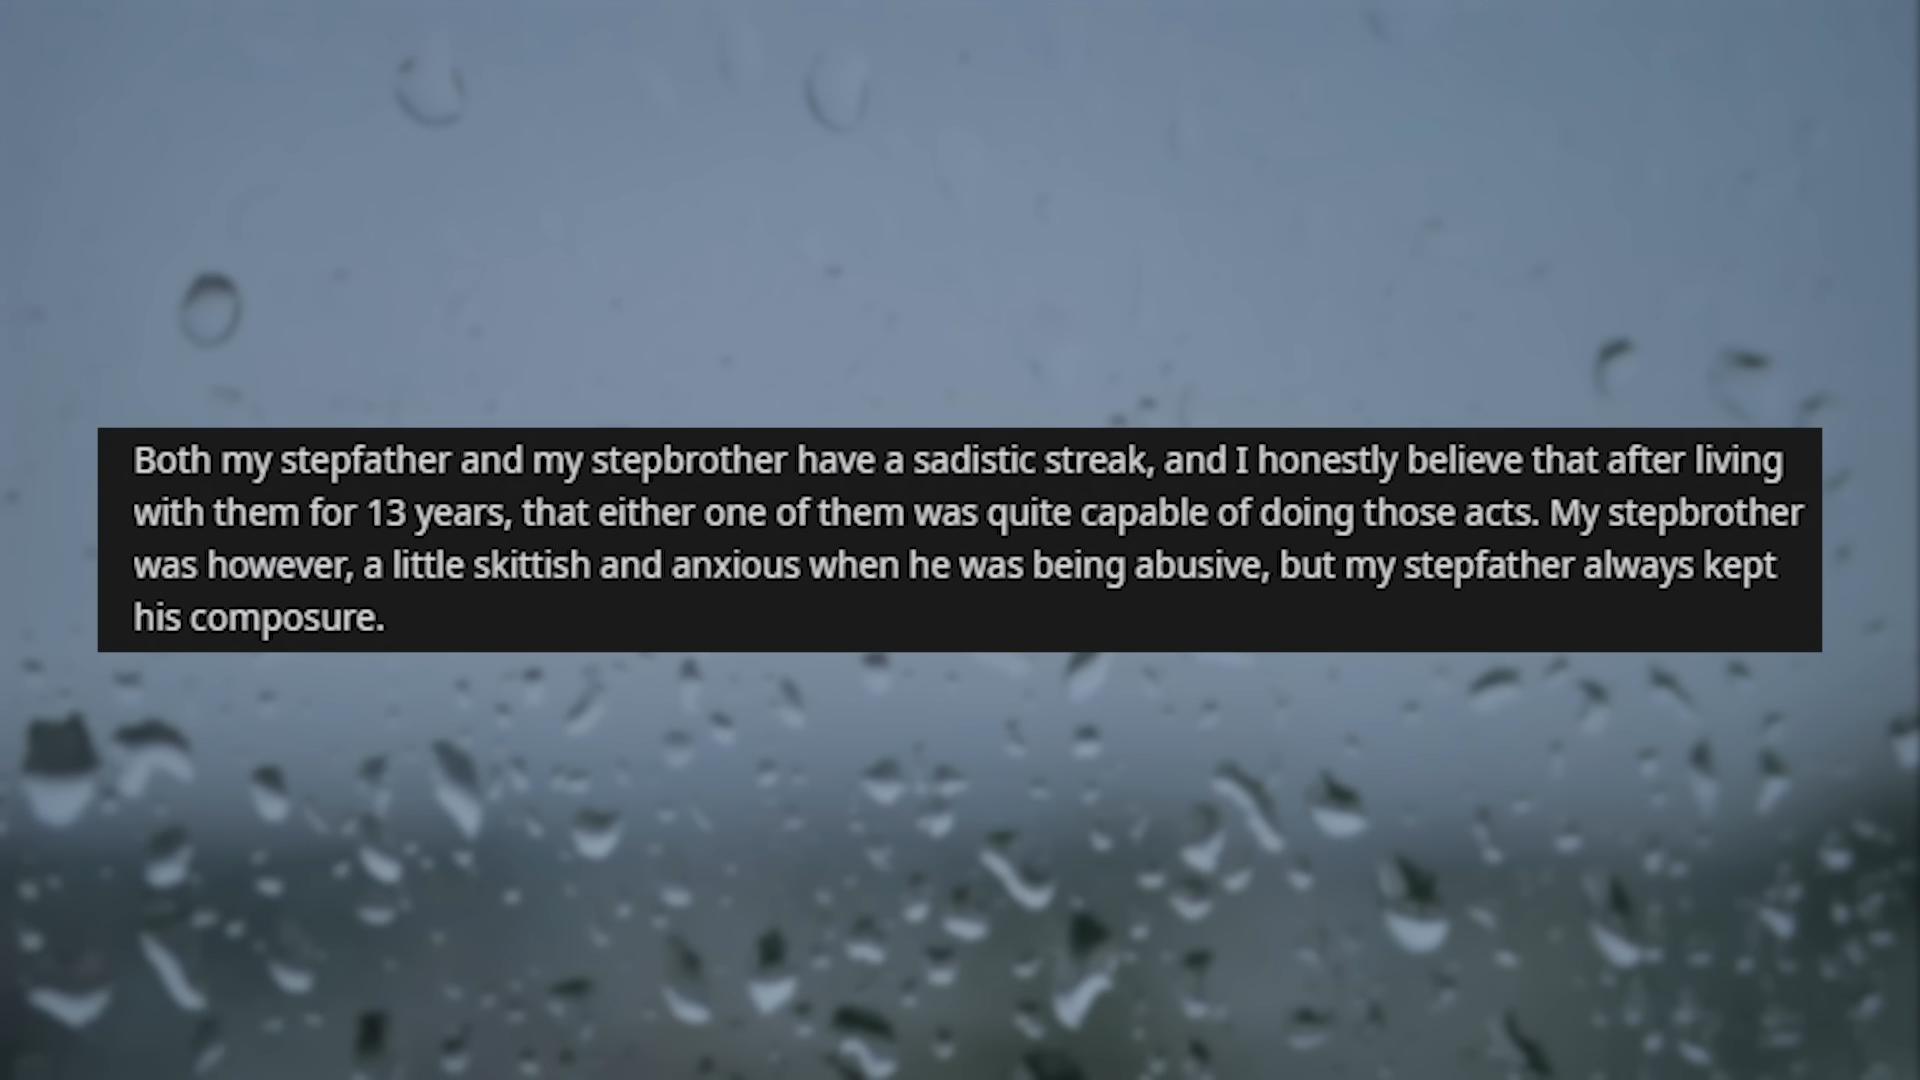 Both my stepfather and my stepbrother have a sadistic streak, and I honestly believe that after living
with them for 13 years, that either one of them was quite capable of doing those acts. My stepbrother
was however, a little skittish and anxious when he was being abusive, but my stepfather always kept
his composure.